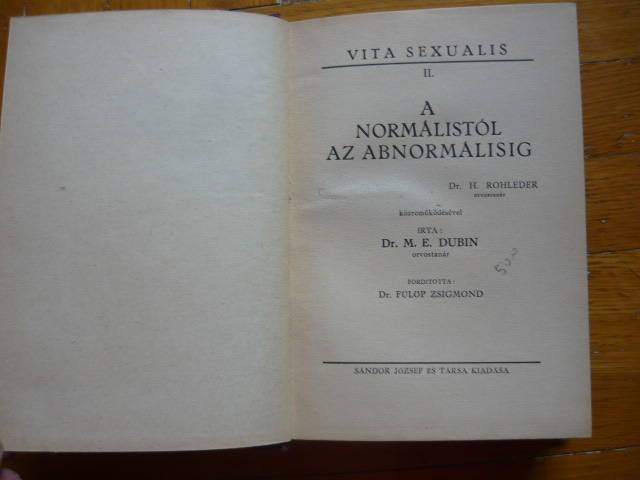 VITA SEXUALIS
II.
A
NORMÁLISTÓL
AZ ABNORMÁLISIG
Dr. H. ROHLEDER
orvostanár
közreműködésével
IRTA:
Dr. M. E. DUBIN
orvostanár
500
FORDITOTTA:
Dr. FÜLÖP ZSIGMOND
SÁNDOR JÓZSEF ÉS TÁRSA KIADÁSA